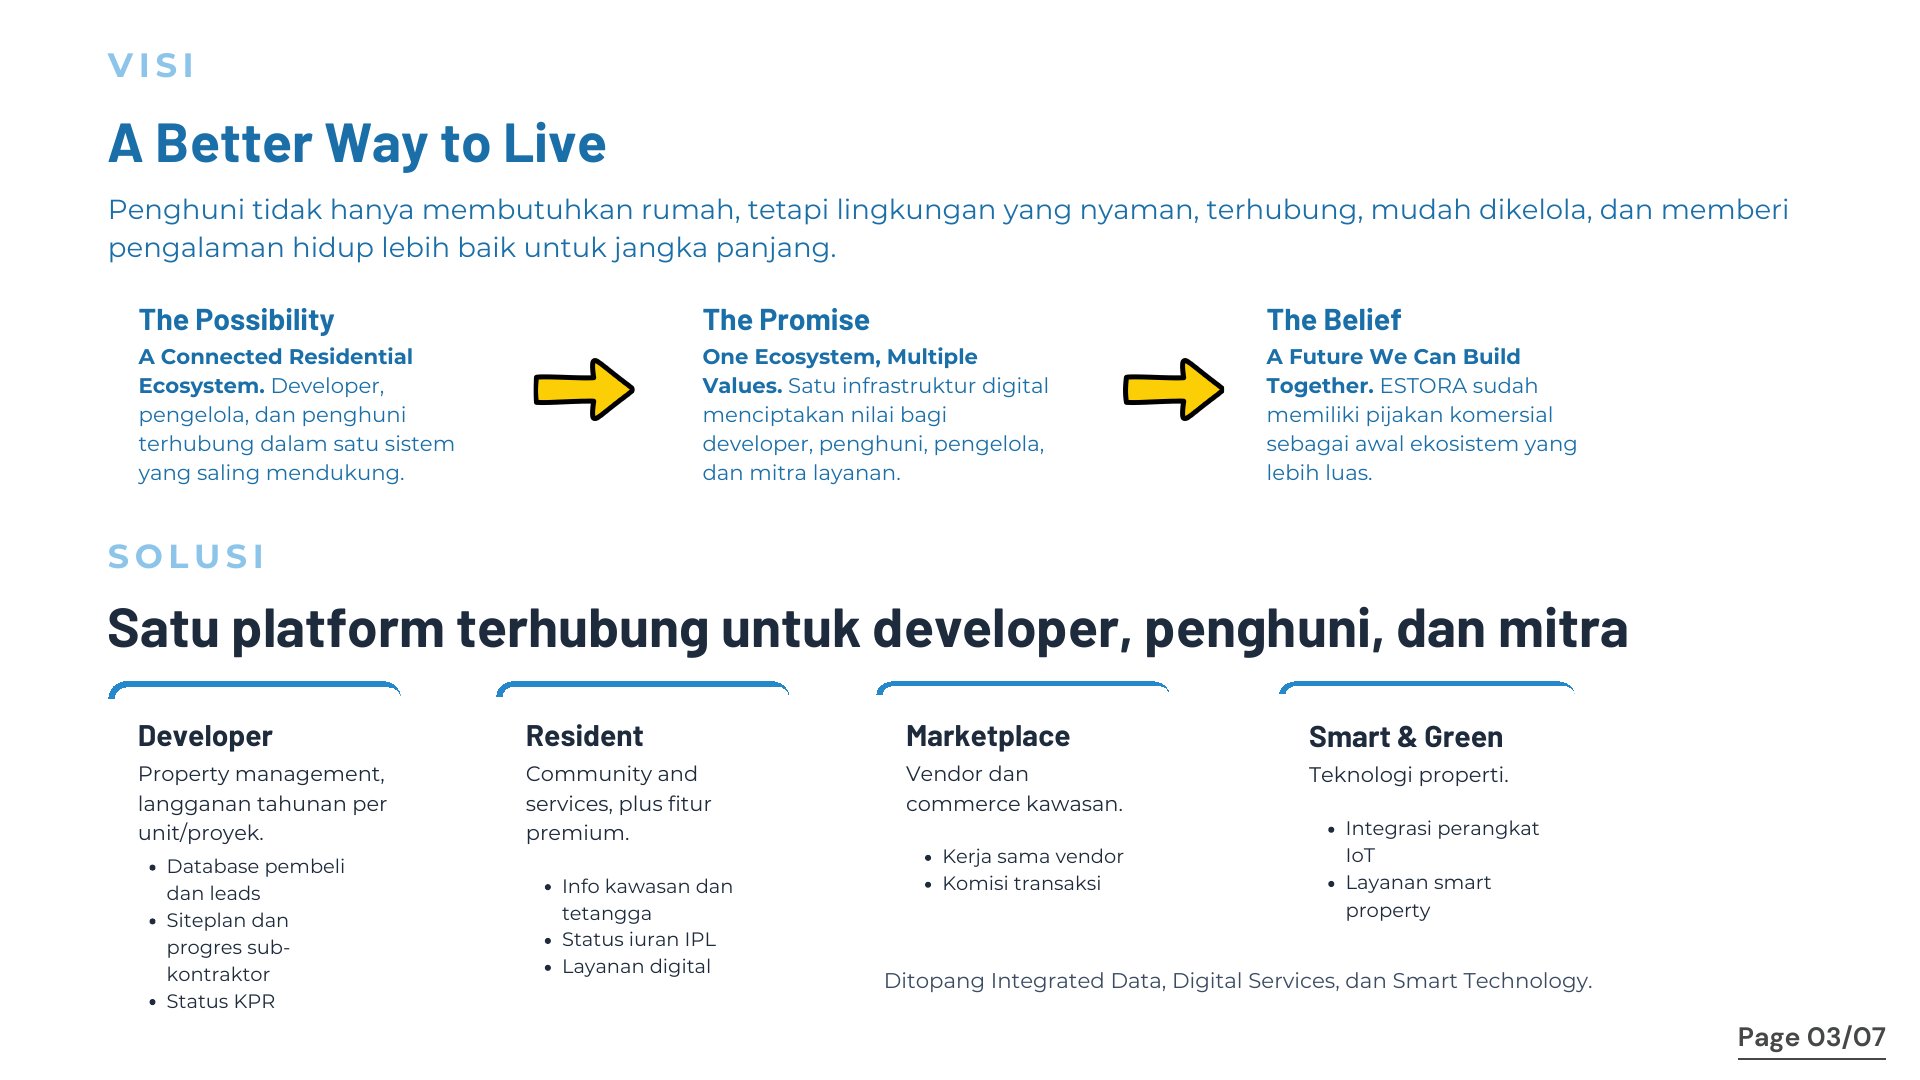 VISI
A Better Way to Live
Penghuni tidak hanya membutuhkan rumah, tetapi lingkungan yang nyaman, terhubung, mudah dikelola, dan memberi
pengalaman hidup lebih baik untuk jangka panjang.
The Possibility
A Connected Residential
Ecosystem. Developer,
pengelola, dan penghuni
terhubung dalam satu sistem
yang saling mendukung.
The Promise
One Ecosystem, Multiple
Values. Satu infrastruktur digital
menciptakan nilai bagi
developer, penghuni, pengelola,
dan mitra layanan.
The Belief
A Future We Can Build
Together. ESTORA sudah
memiliki pijakan komersial
sebagai awal ekosistem yang
lebih luas.
SOLUSI
Satu platform terhubung untuk developer, penghuni, dan mitra
Developer
Property management,
langganan tahunan per
unit/proyek.
• Database pembeli
dan leads
• Siteplan dan
progres sub-
kontraktor
• Status KPR
Resident
Community and
services, plus fitur
premium.
• Info kawasan dan
tetangga
• Status iuran IPL
• Layanan digital
Marketplace
Vendor dan
commerce kawasan.
• Kerja sama vendor
• Komisi transaksi
Smart & Green
Teknologi properti.
• Integrasi perangkat
IoT
• Layanan smart
property
Ditopang Integrated Data, Digital Services, dan Smart Technology.
Page 03/07